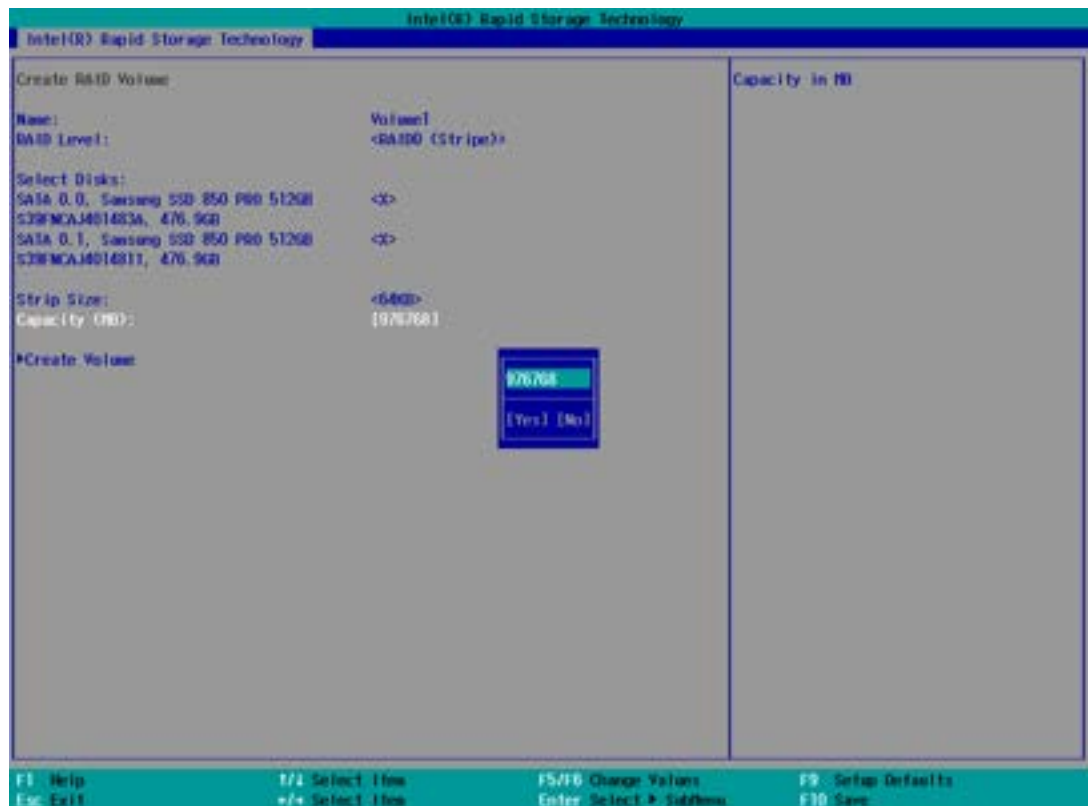 Intel(R) Rapid Storage Technology
Intel(R) Rapid Storage Technology
Create RAID Volume
Capacity in MB
Name: Volume1
RAID Level: <RAID0 (Stripe)>
Select Disks:
SATA 0.0, Samsung SSD 850 PRO 512GB <X>
476.9GB
SATA 0.1, Samsung SSD 850 PRO 512GB <X>
476.9GB
Strip Size: <64KB>
Capacity (MB): [976768]
▶Create Volume
976768
[Yes] [No]
F1 Help ↑/↓ Select Item F5/F6 Change Values F9 Setup Defaults
Esc Exit Select Item Enter Select ▶ SubMenu F10 Save